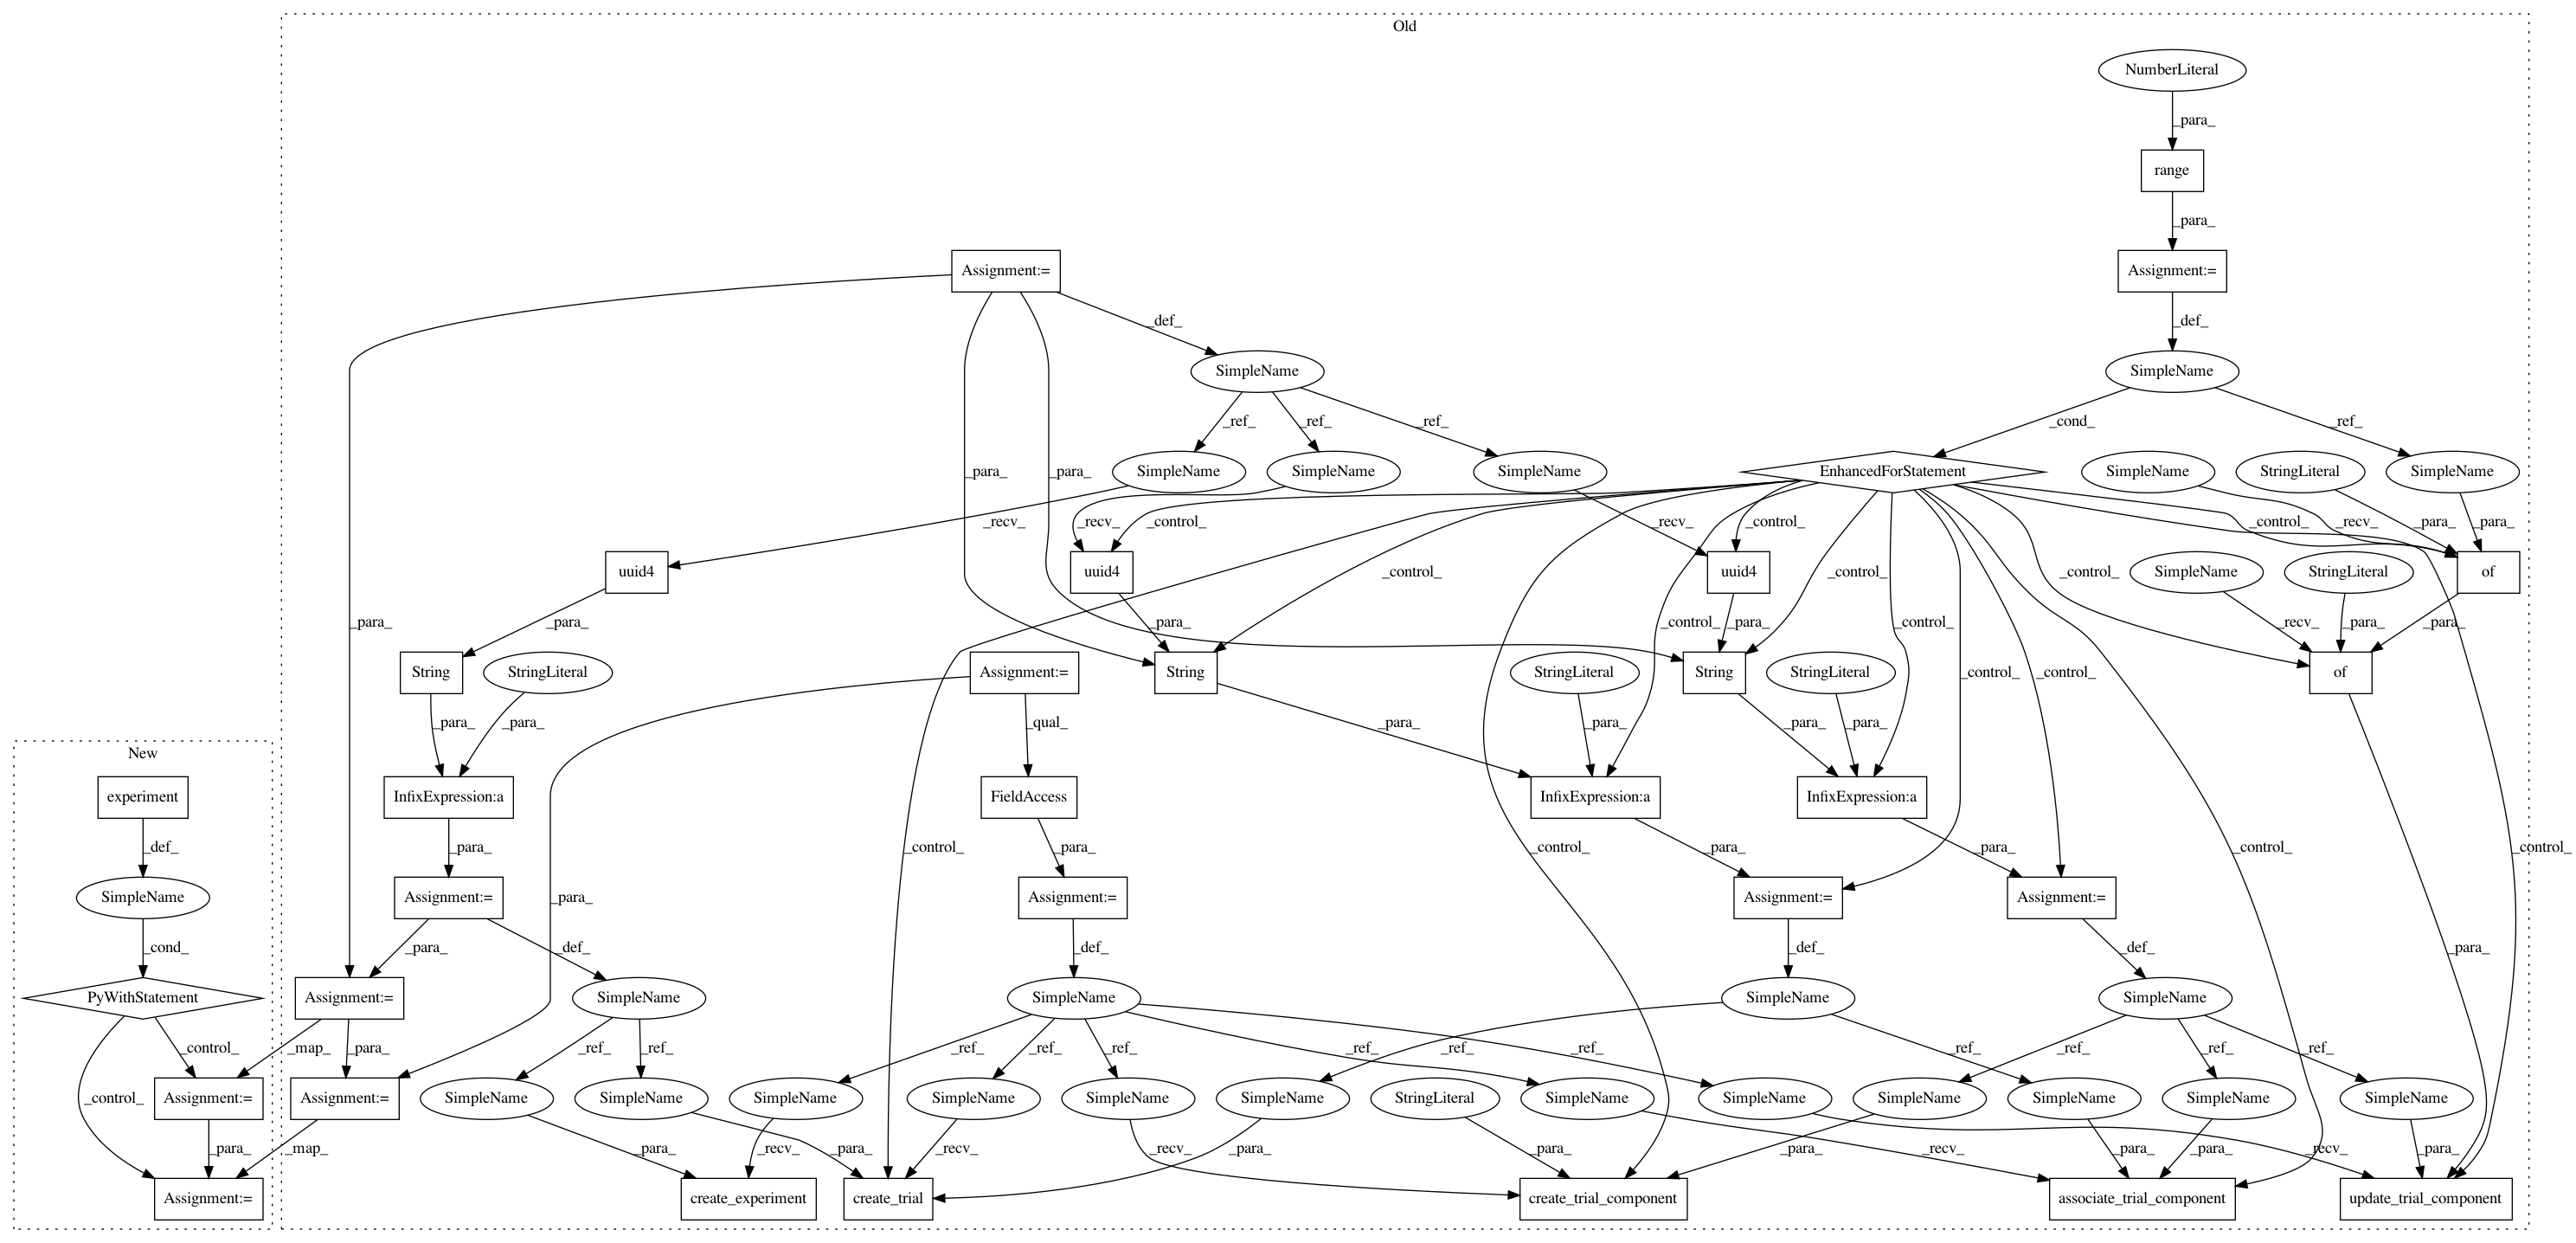 Old
NumberLiteral
_para_
range
_para_
Assignment:=
Assignment:=
_def_
_def_
SimpleName
SimpleName
_ref_
_ref_
_ref_
_cond_
_ref_
_para_
_para_
_para_
SimpleName
SimpleName
SimpleName
EnhancedForStatement
SimpleName
StringLiteral
SimpleName
_recv_
_recv_
_control_
_recv_
_control_
_control_
_recv_
_para_
_para_
uuid4
uuid4
uuid4
_control_
_control_
_control_
SimpleName
StringLiteral
of
_para_
_para_
_para_
_control_
_control_
_recv_
_para_
_para_
String
StringLiteral
Assignment:=
String
StringLiteral
String
StringLiteral
_control_
_control_
of
_para_
_para_
_qual_
_para_
_para_
_para_
_para_
New
experiment
InfixExpression:a
FieldAccess
InfixExpression:a
InfixExpression:a
_def_
_para_
_para_
_control_
_control_
_para_
_para_
_control_
_control_
SimpleName
Assignment:=
_para_
Assignment:=
Assignment:=
Assignment:=
_cond_
_para_
_def_
_def_
_def_
_def_
_para_
PyWithStatement
Assignment:=
SimpleName
SimpleName
SimpleName
SimpleName
_control_
_control_
_map_
_para_
_ref_
_ref_
_ref_
_ref_
_ref_
_ref_
_ref_
_ref_
_ref_
_ref_
_ref_
_ref_
Assignment:=
Assignment:=
SimpleName
SimpleName
SimpleName
SimpleName
SimpleName
SimpleName
StringLiteral
SimpleName
SimpleName
SimpleName
SimpleName
SimpleName
SimpleName
_para_
_map_
_para_
_recv_
_para_
_recv_
_para_
_recv_
_para_
_para_
_recv_
_para_
_para_
_recv_
_para_
Assignment:=
create_experiment
create_trial
create_trial_component
associate_trial_component
update_trial_component